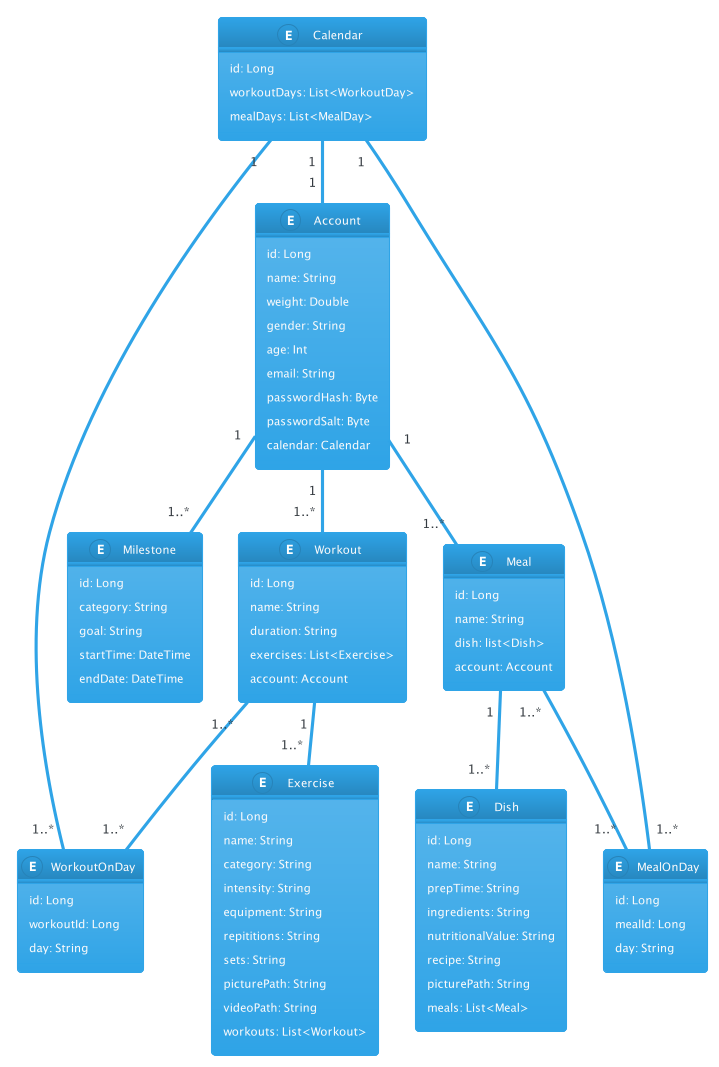 E Calendar
id: Long
workoutDays: List<WorkoutDay>
mealDays: List<MealDay>
1 1 1
1
E Account
id: Long
name: String
weight: Double
gender: String
age: Int
email: String
passwordHash: Byte
passwordSalt: Byte
calendar: Calendar
1 1
1
1..* 1..* 1..*
E Milestone
id: Long
category: String
goal: String
startTime: DateTime
endDate: DateTime
E Workout
id: Long
name: String
duration: String
exercises: List<Exercise>
account: Account
E Meal
id: Long
name: String
dish: list<Dish>
account: Account
1..* 1 1 1..*
1..* 1..*
E Exercise
id: Long
name: String
category: String
intensity: String
equipment: String
repititions: String
sets: String
picturePath: String
videoPath: String
workouts: List<Workout>
E Dish
id: Long
name: String
prepTime: String
ingredients: String
nutritionalValue: String
recipe: String
picturePath: String
meals: List<Meal>
1..* 1..* 1..* 1..*
E WorkoutOnDay
id: Long
workoutId: Long
day: String
E MealOnDay
id: Long
mealId: Long
day: String